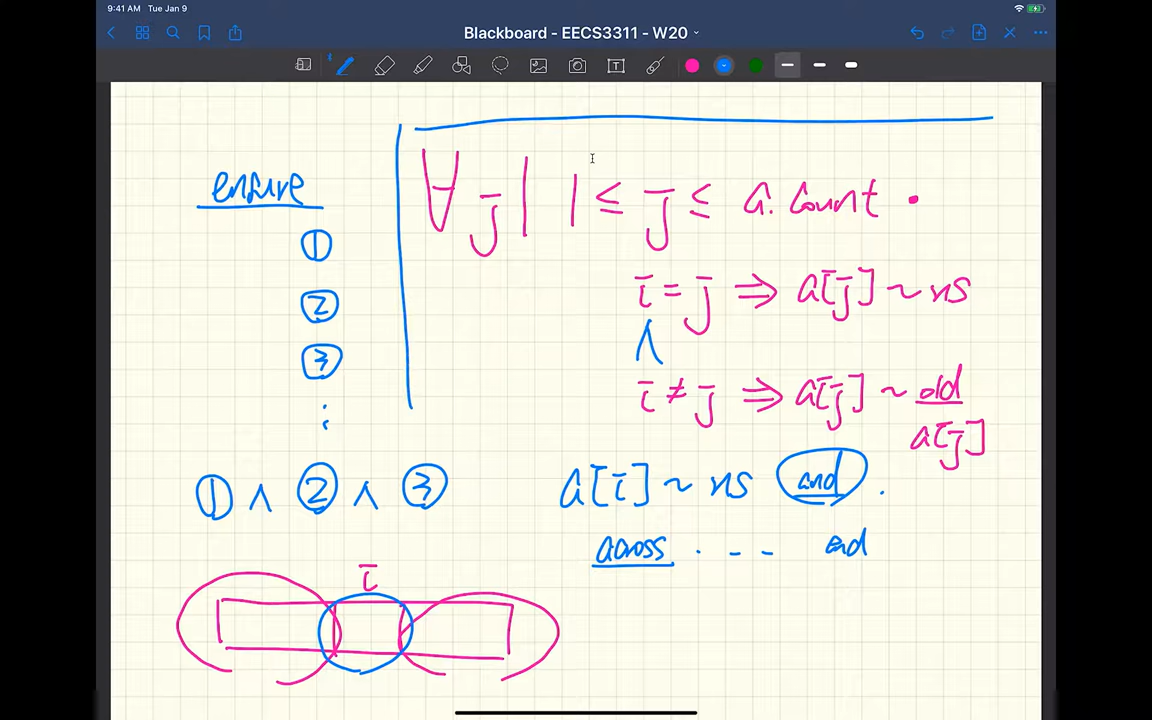 9:41 AM Tue Jan 9
Blackboard - EECS3311 - W20
ensure
①
②
③
⋮
① ∧ ② ∧ ③
∀ j | 1 ≤ j ≤ a.count •
i = j ⇒ a[j] ~ ns
∧
i ≠ j ⇒ a[j] ~ old
a[j]
a[i] ~ ns and .
across . - - end
i